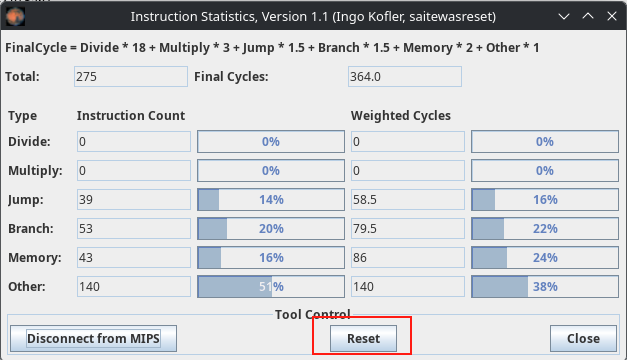 Instruction Statistics, Version 1.1 (Ingo Kofler, saitewasreset)
FinalCycle = Divide * 18 + Multiply * 3 + Jump * 1.5 + Branch * 1.5 + Memory * 2 + Other * 1
Total: 275 Final Cycles: 364.0
Type Instruction Count Weighted Cycles
Divide: 0 0% 0 0%
Multiply: 0 0% 0 0%
Jump: 39 14% 58.5 16%
Branch: 53 20% 79.5 22%
Memory: 43 16% 86 24%
Other: 140 51% 140 38%
Tool Control
Disconnect from MIPS Reset Close